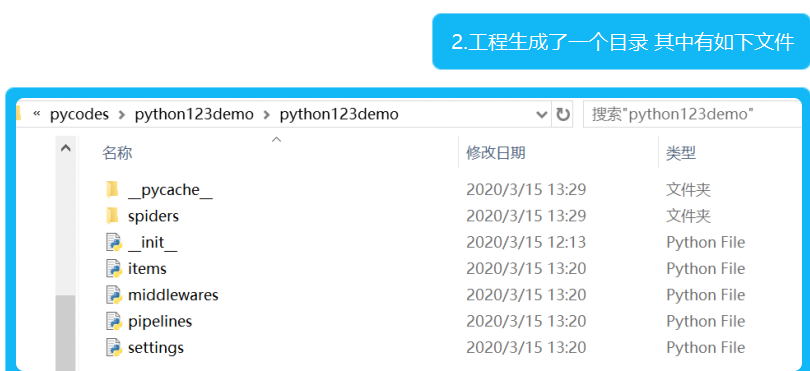 2.工程生成了一个目录 其中有如下文件
« pycodes > python123demo > python123demo 搜索"python123demo"
名称 修改日期 类型
__pycache__ 2020/3/15 13:29 文件夹
spiders 2020/3/15 13:29 文件夹
__init__ 2020/3/15 12:13 Python File
items 2020/3/15 13:20 Python File
middlewares 2020/3/15 13:20 Python File
pipelines 2020/3/15 13:20 Python File
settings 2020/3/15 13:20 Python File